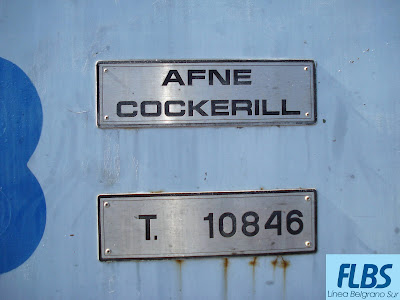 AFNE
COCKERILL
T. 10846
FLBS
Línea Belgrano Sur